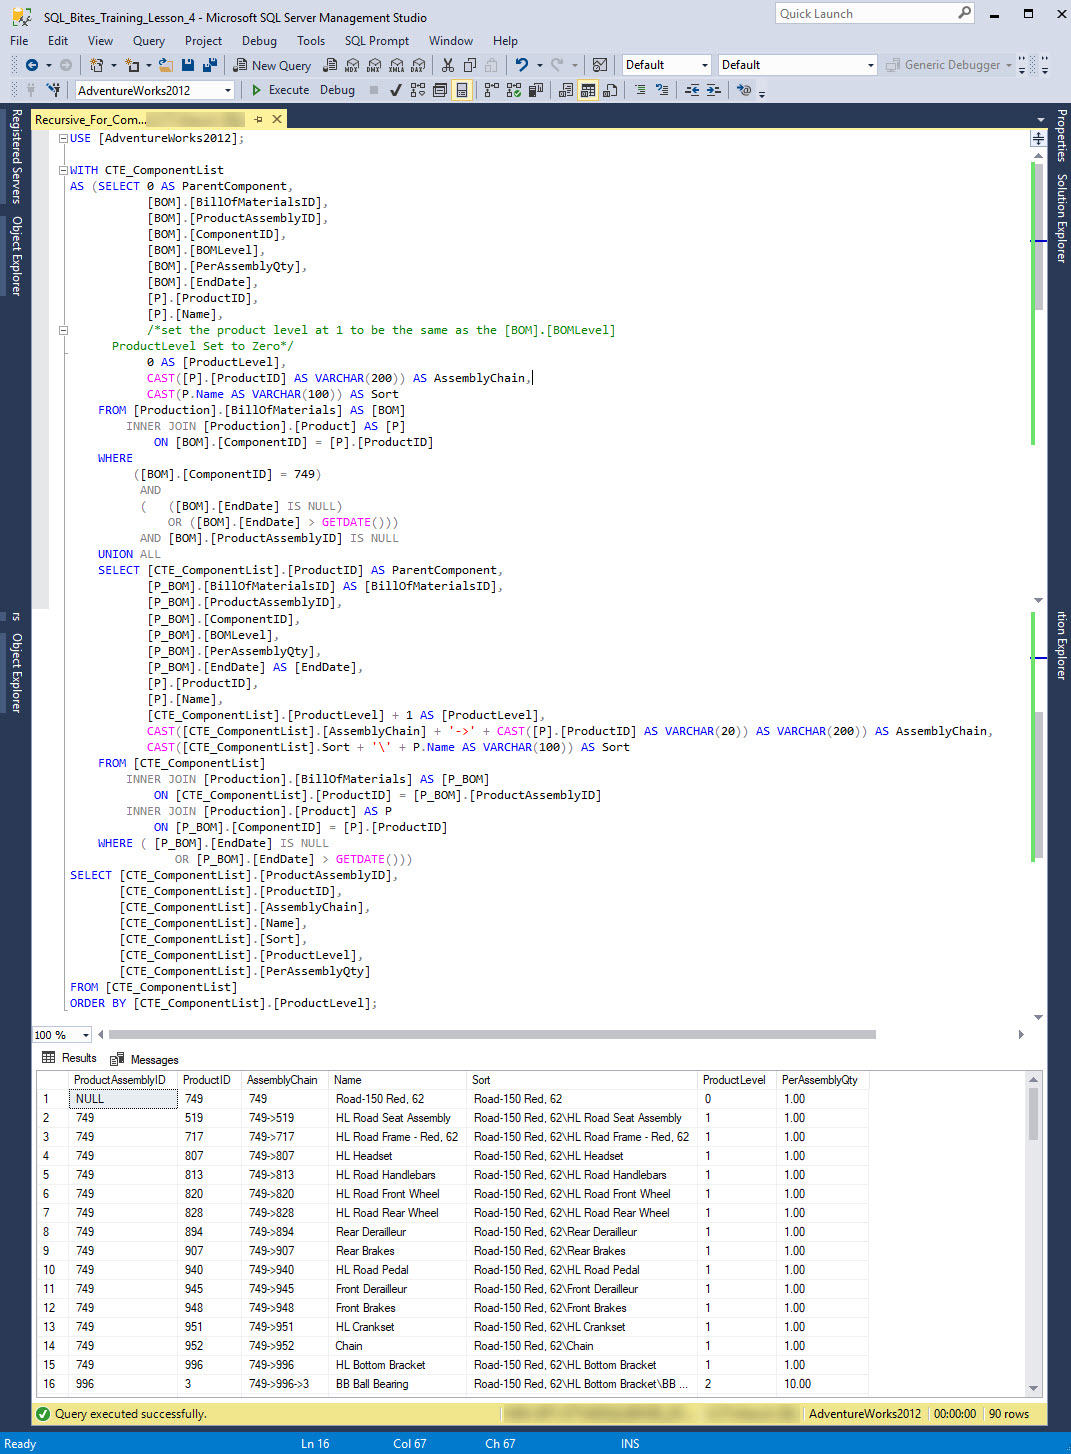 SQL_Bites_Training_Lesson_4 - Microsoft SQL Server Management Studio
Quick Launch
File Edit View Query Project Debug Tools SQL Prompt Window Help
New Query MDX DMX XMLA DAX Default Default Generic Debugger
AdventureWorks2012 Execute Debug
Recursive_For_Com...
Registered Servers
Object Explorer
Properties
Solution Explorer
USE [AdventureWorks2012];
WITH CTE_ComponentList
AS (SELECT 0 AS ParentComponent,
[BOM].[BillOfMaterialsID],
[BOM].[ProductAssemblyID],
[BOM].[ComponentID],
[BOM].[BOMLevel],
[BOM].[PerAssemblyQty],
[BOM].[EndDate],
[P].[ProductID],
[P].[Name],
/*set the product level at 1 to be the same as the [BOM].[BOMLevel]
ProductLevel Set to Zero*/
0 AS [ProductLevel],
CAST([P].[ProductID] AS VARCHAR(200)) AS AssemblyChain,
CAST(P.Name AS VARCHAR(100)) AS Sort
FROM [Production].[BillOfMaterials] AS [BOM]
INNER JOIN [Production].[Product] AS [P]
ON [BOM].[ComponentID] = [P].[ProductID]
WHERE
([BOM].[ComponentID] = 749)
AND
( ([BOM].[EndDate] IS NULL)
OR ([BOM].[EndDate] > GETDATE()))
AND [BOM].[ProductAssemblyID] IS NULL
UNION ALL
SELECT [CTE_ComponentList].[ProductID] AS ParentComponent,
[P_BOM].[BillOfMaterialsID] AS [BillOfMaterialsID],
[P_BOM].[ProductAssemblyID],
[P_BOM].[ComponentID],
[P_BOM].[BOMLevel],
[P_BOM].[PerAssemblyQty],
[P_BOM].[EndDate] AS [EndDate],
[P].[ProductID],
[P].[Name],
[CTE_ComponentList].[ProductLevel] + 1 AS [ProductLevel],
CAST([CTE_ComponentList].[AssemblyChain] + '->' + CAST([P].[ProductID] AS VARCHAR(20)) AS VARCHAR(200)) AS AssemblyChain,
CAST([CTE_ComponentList].Sort + '\' + P.Name AS VARCHAR(100)) AS Sort
FROM [CTE_ComponentList]
INNER JOIN [Production].[BillOfMaterials] AS [P_BOM]
ON [CTE_ComponentList].[ProductID] = [P_BOM].[ProductAssemblyID]
INNER JOIN [Production].[Product] AS P
ON [P_BOM].[ComponentID] = [P].[ProductID]
WHERE ( [P_BOM].[EndDate] IS NULL
OR [P_BOM].[EndDate] > GETDATE()))
SELECT [CTE_ComponentList].[ProductAssemblyID],
[CTE_ComponentList].[ProductID],
[CTE_ComponentList].[AssemblyChain],
[CTE_ComponentList].[Name],
[CTE_ComponentList].[Sort],
[CTE_ComponentList].[ProductLevel],
[CTE_ComponentList].[PerAssemblyQty]
FROM [CTE_ComponentList]
ORDER BY [CTE_ComponentList].[ProductLevel];
rs
Object Explorer
ition Explorer
100 %
Results Messages
ProductAssemblyID ProductID AssemblyChain Name Sort ProductLevel PerAssemblyQty
1 NULL 749 749 Road-150 Red, 62 Road-150 Red, 62 0 1.00
2 749 519 749->519 HL Road Seat Assembly Road-150 Red, 62\HL Road Seat Assembly 1 1.00
3 749 717 749->717 HL Road Frame - Red, 62 Road-150 Red, 62\HL Road Frame - Red, 62 1 1.00
4 749 807 749->807 HL Headset Road-150 Red, 62\HL Headset 1 1.00
5 749 813 749->813 HL Road Handlebars Road-150 Red, 62\HL Road Handlebars 1 1.00
6 749 820 749->820 HL Road Front Wheel Road-150 Red, 62\HL Road Front Wheel 1 1.00
7 749 828 749->828 HL Road Rear Wheel Road-150 Red, 62\HL Road Rear Wheel 1 1.00
8 749 894 749->894 Rear Derailleur Road-150 Red, 62\Rear Derailleur 1 1.00
9 749 907 749->907 Rear Brakes Road-150 Red, 62\Rear Brakes 1 1.00
10 749 940 749->940 HL Road Pedal Road-150 Red, 62\HL Road Pedal 1 1.00
11 749 945 749->945 Front Derailleur Road-150 Red, 62\Front Derailleur 1 1.00
12 749 948 749->948 Front Brakes Road-150 Red, 62\Front Brakes 1 1.00
13 749 951 749->951 HL Crankset Road-150 Red, 62\HL Crankset 1 1.00
14 749 952 749->952 Chain Road-150 Red, 62\Chain 1 1.00
15 749 996 749->996 HL Bottom Bracket Road-150 Red, 62\HL Bottom Bracket 1 1.00
16 996 3 749->996->3 BB Ball Bearing Road-150 Red, 62\HL Bottom Bracket\BB ... 2 10.00
Query executed successfully. AdventureWorks2012 00:00:00 90 rows
Ready Ln 16 Col 67 Ch 67 INS